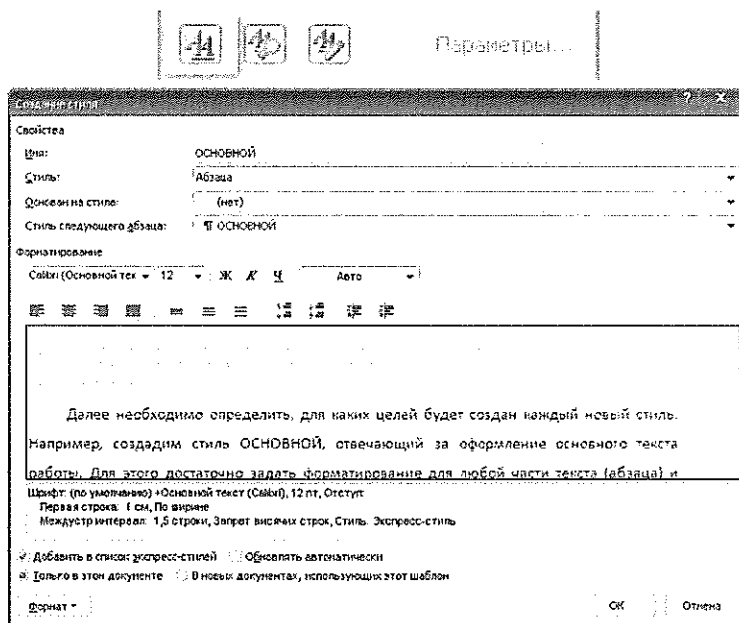 Параметры...
Создание стиля
Свойства
Имя: ОСНОВНОЙ
Стиль: Абзаца
Основан на стиле: (нет)
Стиль следующего абзаца: ¶ ОСНОВНОЙ
Форматирование
Calibri (Основной тек 12 Ж К Ч Авто
Далее необходимо определить, для каких целей будет создан каждый новый стиль.
Например, создадим стиль ОСНОВНОЙ, отвечающий за оформление основного текста
работы. Для этого достаточно задать форматирование для любой части текста (абзаца) и
Шрифт: (по умолчанию) +Основной текст (Calibri), 12 пт, Отступ:
Первая строка: 1 см, По ширине
Междустр.интервал: 1,5 строки, Запрет висячих строк, Стиль: Экспресс-стиль
Добавить в список экспресс-стилей Обновлять автоматически
Только в этом документе В новых документах, использующих этот шаблон
Формат ОК Отмена